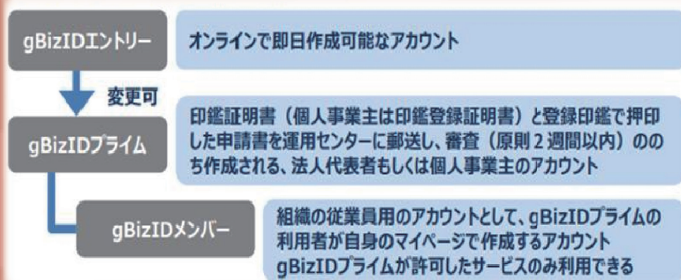 gBizIDエントリー
オンラインで即日作成可能なアカウント
変更可
gBizIDプライム
印鑑証明書（個人事業主は印鑑登録証明書）と登録印鑑で押印
した申請書を運用センターに郵送し、審査（原則２週間以内）のの
ち作成される、法人代表者もしくは個人事業主のアカウント
gBizIDメンバー
組織の従業員用のアカウントとして、gBizIDプライムの
利用者が自身のマイページで作成するアカウント
gBizIDプライムが許可したサービスのみ利用できる